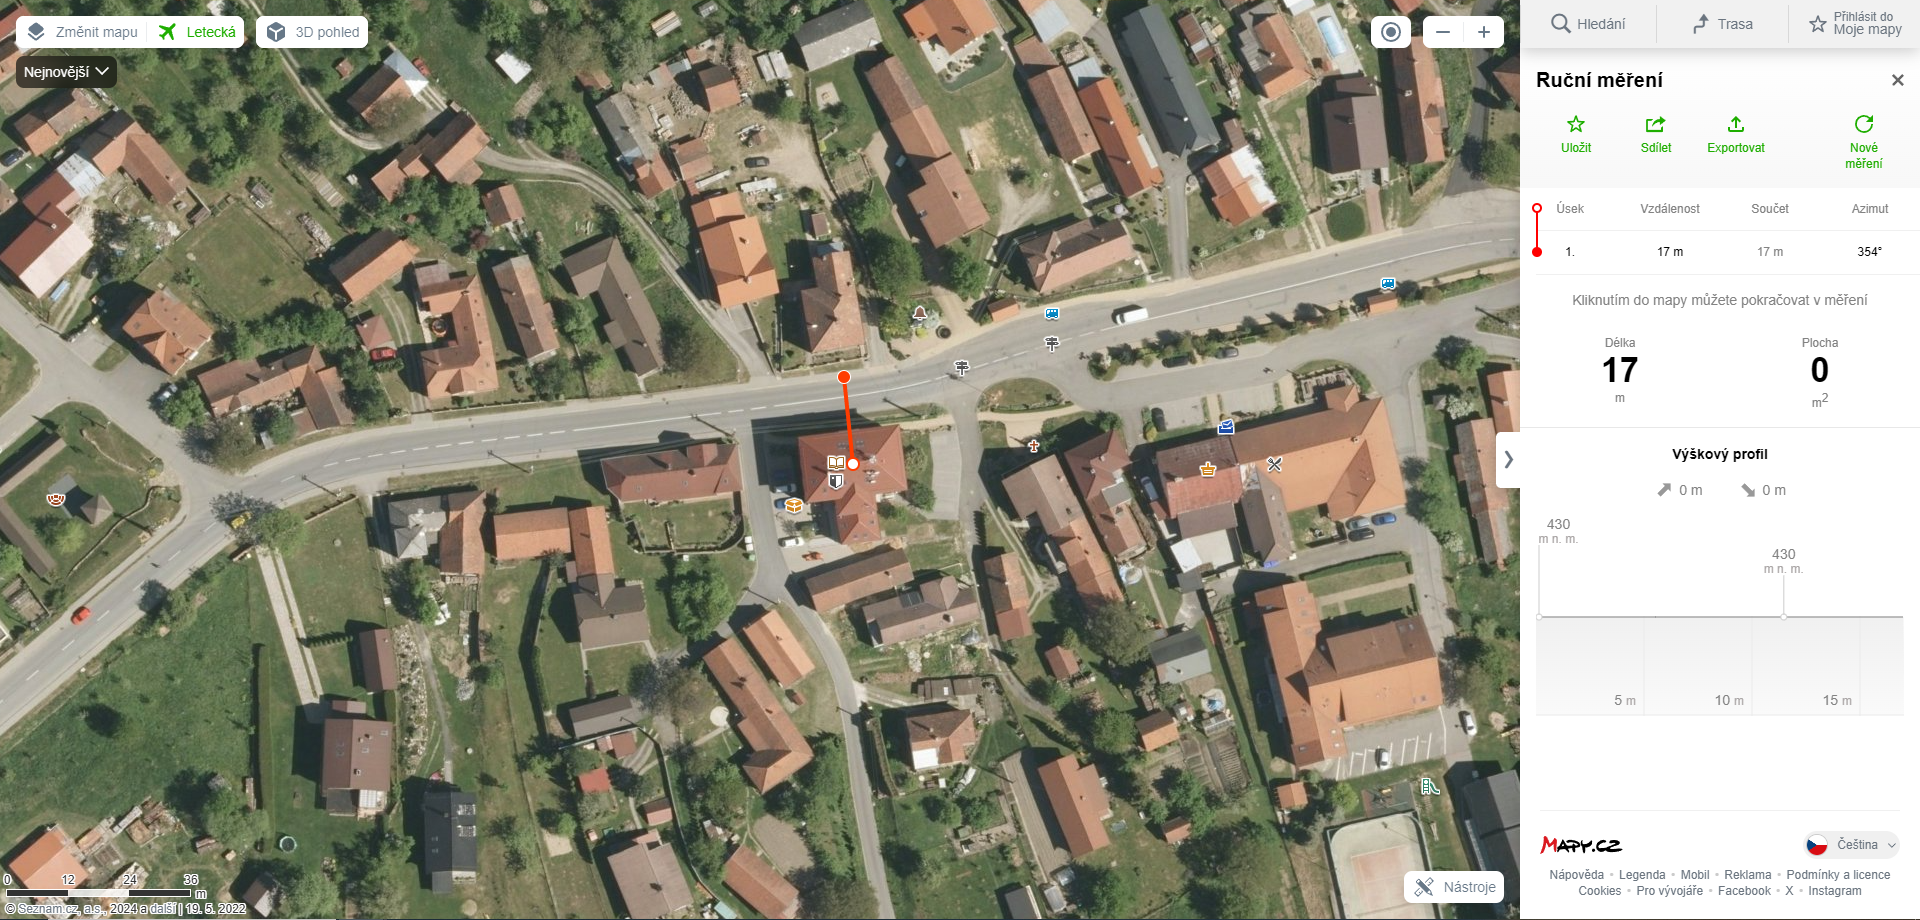 Změnit mapu
Letecká
3D pohled
Nejnovější
Hledání
Trasa
Přihlásit do
Moje mapy
Ruční měření
Uložit
Sdílet
Exportovat
Nové
měření
Úsek Vzdálenost Součet Azimut
1. 17 m 17 m 354°
Kliknutím do mapy můžete pokračovat v měření
Délka Plocha
17 0
m m2
Výškový profil
0 m 0 m
430
m n. m.
430
m n. m.
5 m 10 m 15 m
MAPY.CZ
Čeština
Nápověda • Legenda • Mobil • Reklama • Podmínky a licence
Cookies • Pro vývojáře • Facebook • X • Instagram
Nástroje
0 12 24 36
m
© Seznam.cz, a.s., 2024 a další | 19. 5. 2022